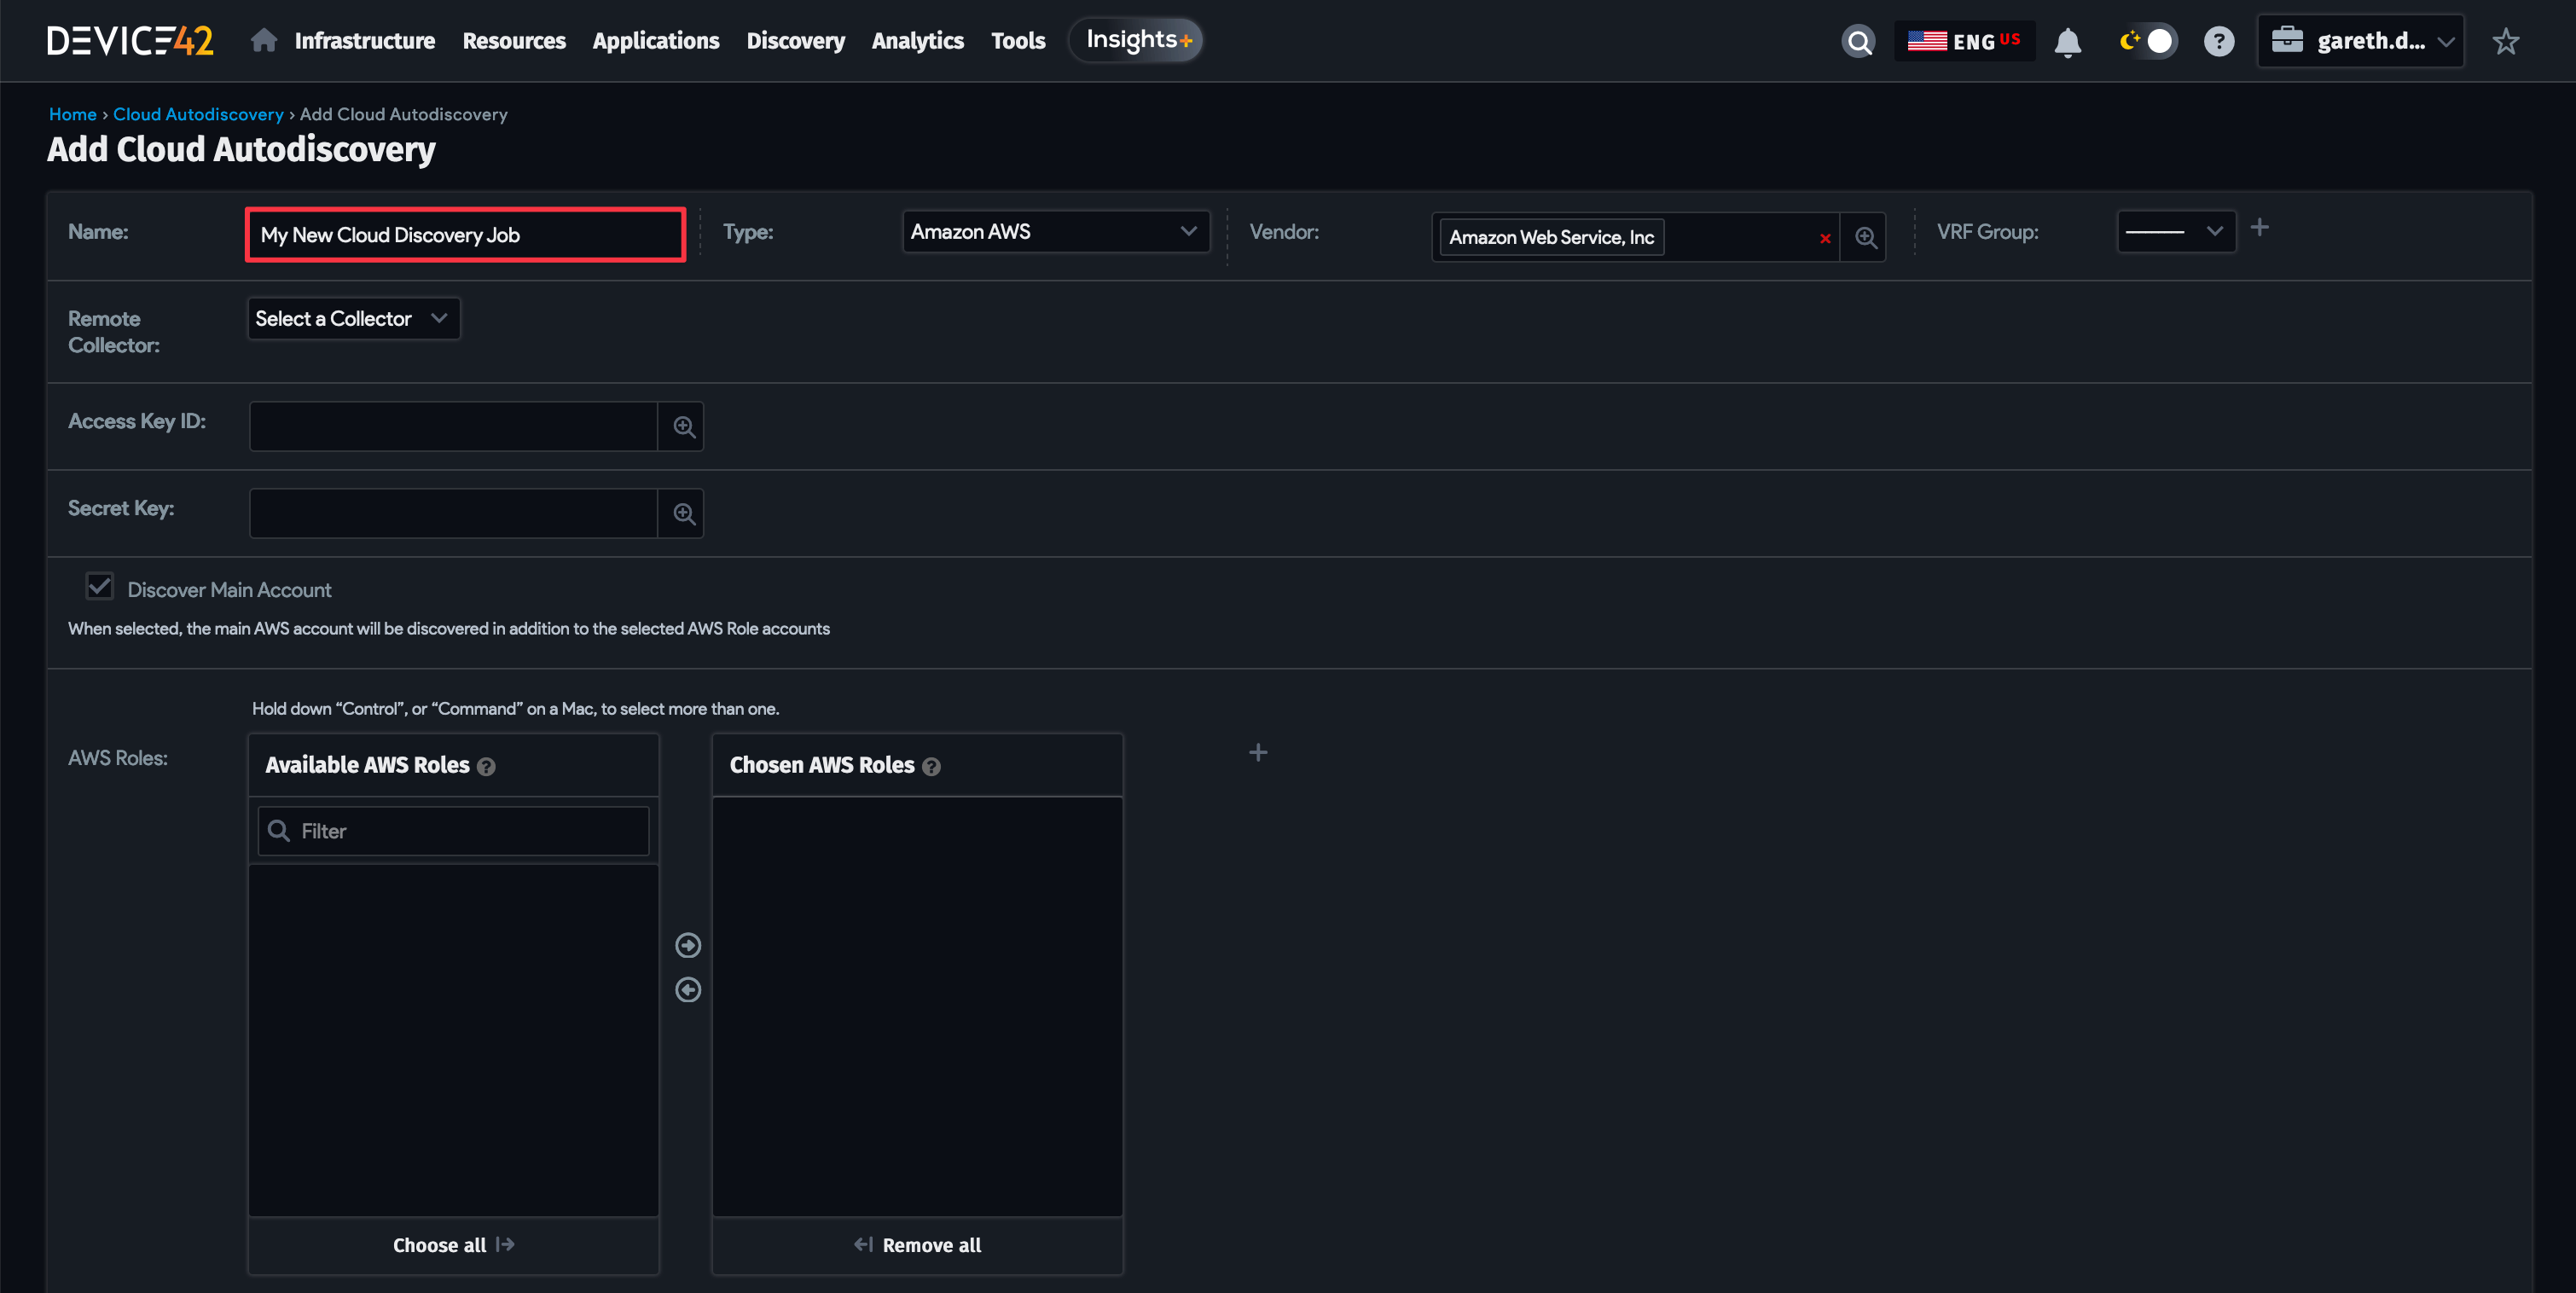 DEVICE42 Infrastructure Resources Applications Discovery Analytics Tools Insights+ ENG US ? gareth.d...
Home › Cloud Autodiscovery › Add Cloud Autodiscovery
Add Cloud Autodiscovery
Name: My New Cloud Discovery Job Type: Amazon AWS Vendor: Amazon Web Service, Inc × VRF Group: --------- +
Remote Select a Collector
Collector:
Access Key ID:
Secret Key:
Discover Main Account
When selected, the main AWS account will be discovered in addition to the selected AWS Role accounts
Hold down “Control”, or “Command” on a Mac, to select more than one.
AWS Roles: Available AWS Roles ? Chosen AWS Roles ? +
Filter
Choose all Remove all